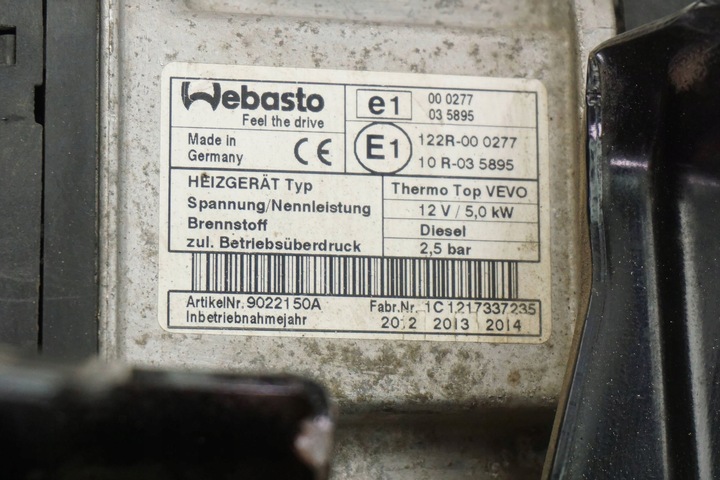 Webasto
Feel the drive
e1
00 0277
03 5895
Made in
Germany
CE
E1
122R-00 0277
10 R-03 5895
HEIZGERÄT Typ
Thermo Top VEVO
Spannung/Nennleistung
12 V / 5,0 kW
Brennstoff
Diesel
zul. Betriebsüberdruck
2,5 bar
ArtikelNr. 9022150A
Fabr.Nr. 1C1217337235
Inbetriebnahmejahr
2012 2013 2014